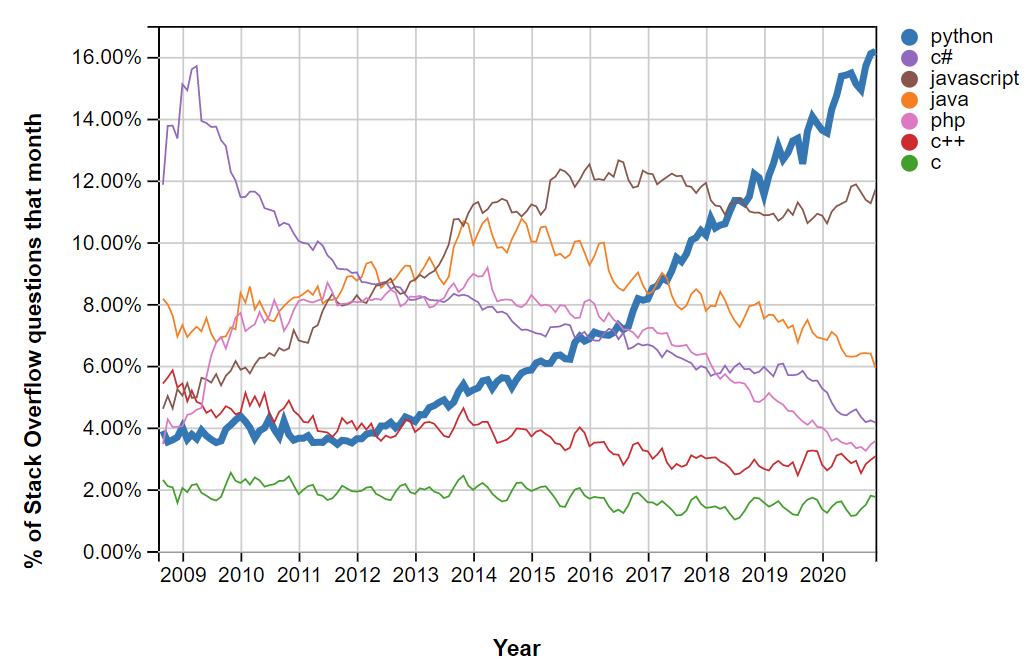 % of Stack Overflow questions that month
16.00%
14.00%
12.00%
10.00%
8.00%
6.00%
4.00%
2.00%
0.00%
2009 2010 2011 2012 2013 2014 2015 2016 2017 2018 2019 2020
Year
python
c#
javascript
java
php
c++
c